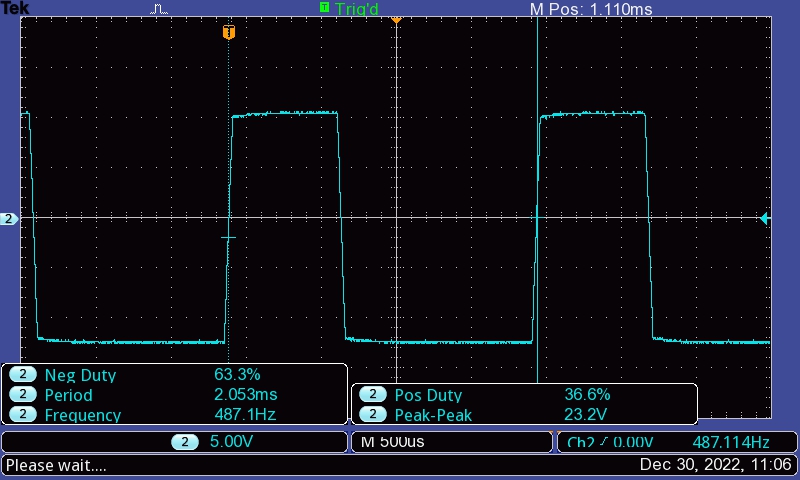 Tek T Trig'd M Pos: 1.110ms
T
2
2 Neg Duty 63.3%
2 Period 2.053ms
2 Frequency 487.1Hz
2 Pos Duty 36.6%
2 Peak-Peak 23.2V
2 5.00V M 500us Ch2 / 0.00V 487.114Hz
Please wait.... Dec 30, 2022, 11:06